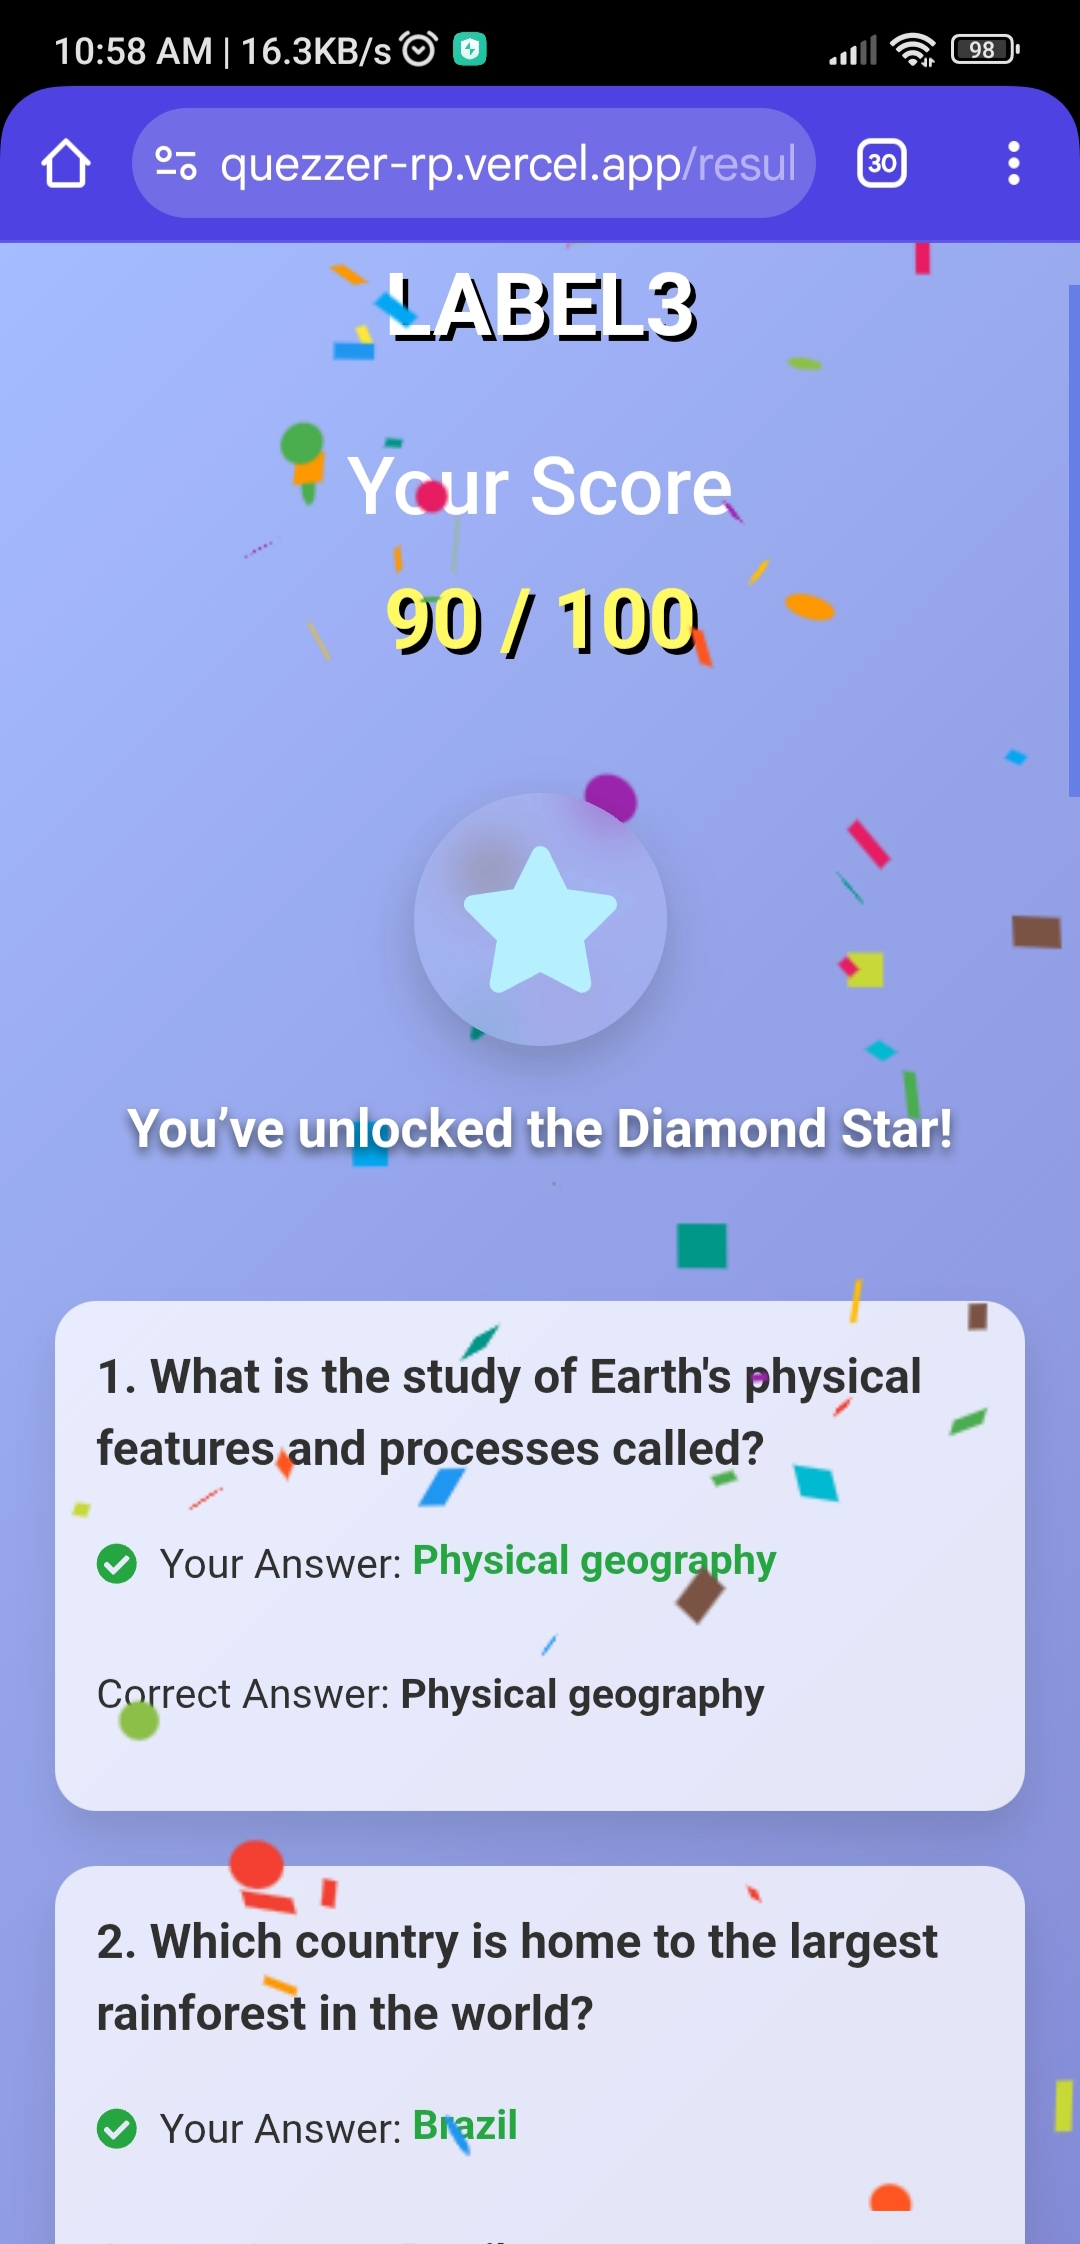 10:58 AM | 16.3KB/s 98
quezzer-rp.vercel.app/resul 30
LABEL3
Your Score
90 / 100
You’ve unlocked the Diamond Star!
1. What is the study of Earth's physical
features and processes called?
Your Answer: Physical geography
Correct Answer: Physical geography
2. Which country is home to the largest
rainforest in the world?
Your Answer: Brazil